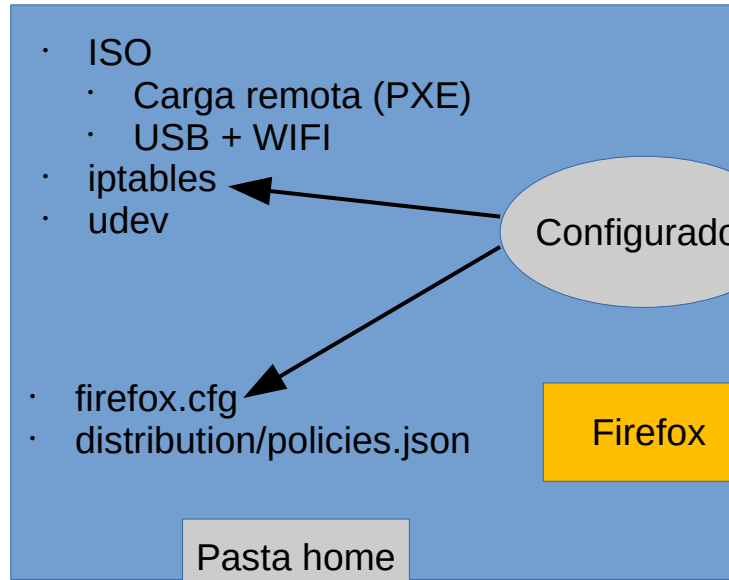 ISO
Carga remota (PXE)
USB + WIFI
iptables
udev
Configurado
firefox.cfg
distribution/policies.json
Firefox
Pasta home